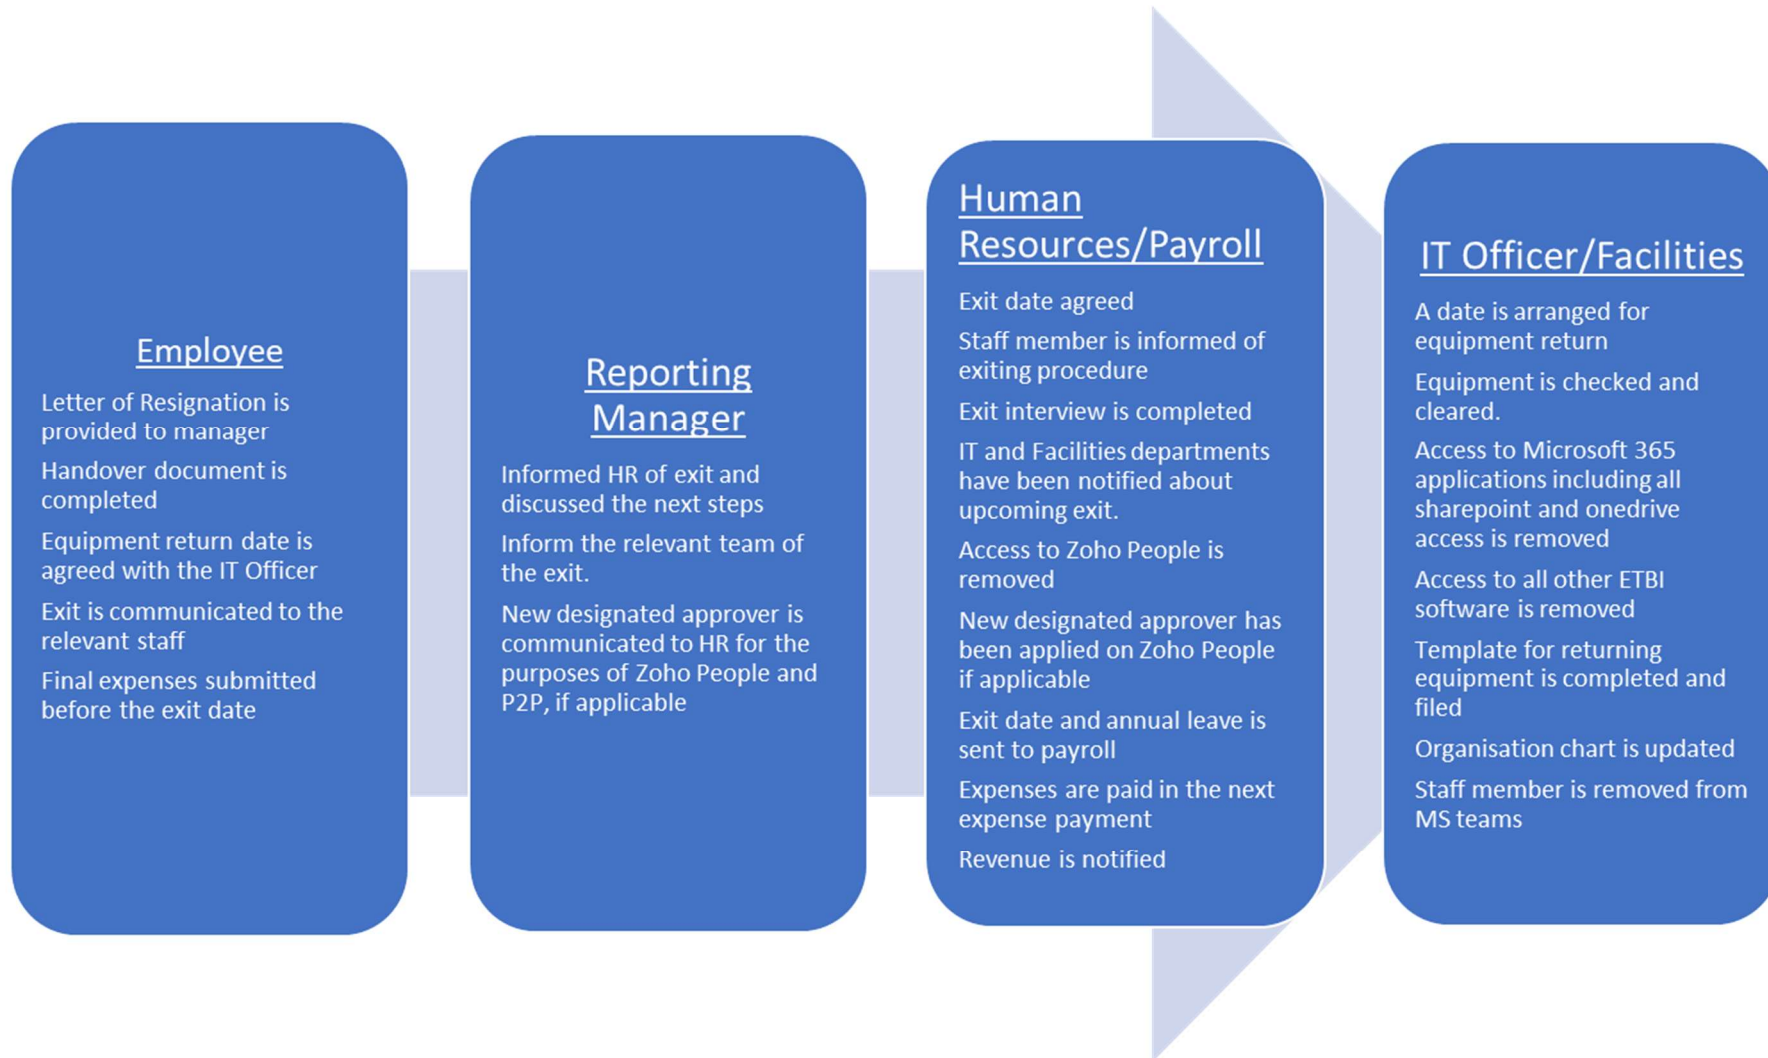 Employee
Letter of Resignation is
provided to manager
Handover document is
completed
Equipment return date is
agreed with the IT Officer
Exit is communicated to the
relevant staff
Final expenses submitted
before the exit date
Reporting
Manager
Informed HR of exit and
discussed the next steps
Inform the relevant team of
the exit.
New designated approver is
communicated to HR for the
purposes of Zoho People and
P2P, if applicable
Human
Resources/Payroll
Exit date agreed
Staff member is informed of
exiting procedure
Exit interview is completed
IT and Facilities departments
have been notified about
upcoming exit.
Access to Zoho People is
removed
New designated approver has
been applied on Zoho People
if applicable
Exit date and annual leave is
sent to payroll
Expenses are paid in the next
expense payment
Revenue is notified
IT Officer/Facilities
A date is arranged for
equipment return
Equipment is checked and
cleared.
Access to Microsoft 365
applications including all
sharepoint and onedrive
access is removed
Access to all other ETBI
software is removed
Template for returning
equipment is completed and
filed
Organisation chart is updated
Staff member is removed from
MS teams